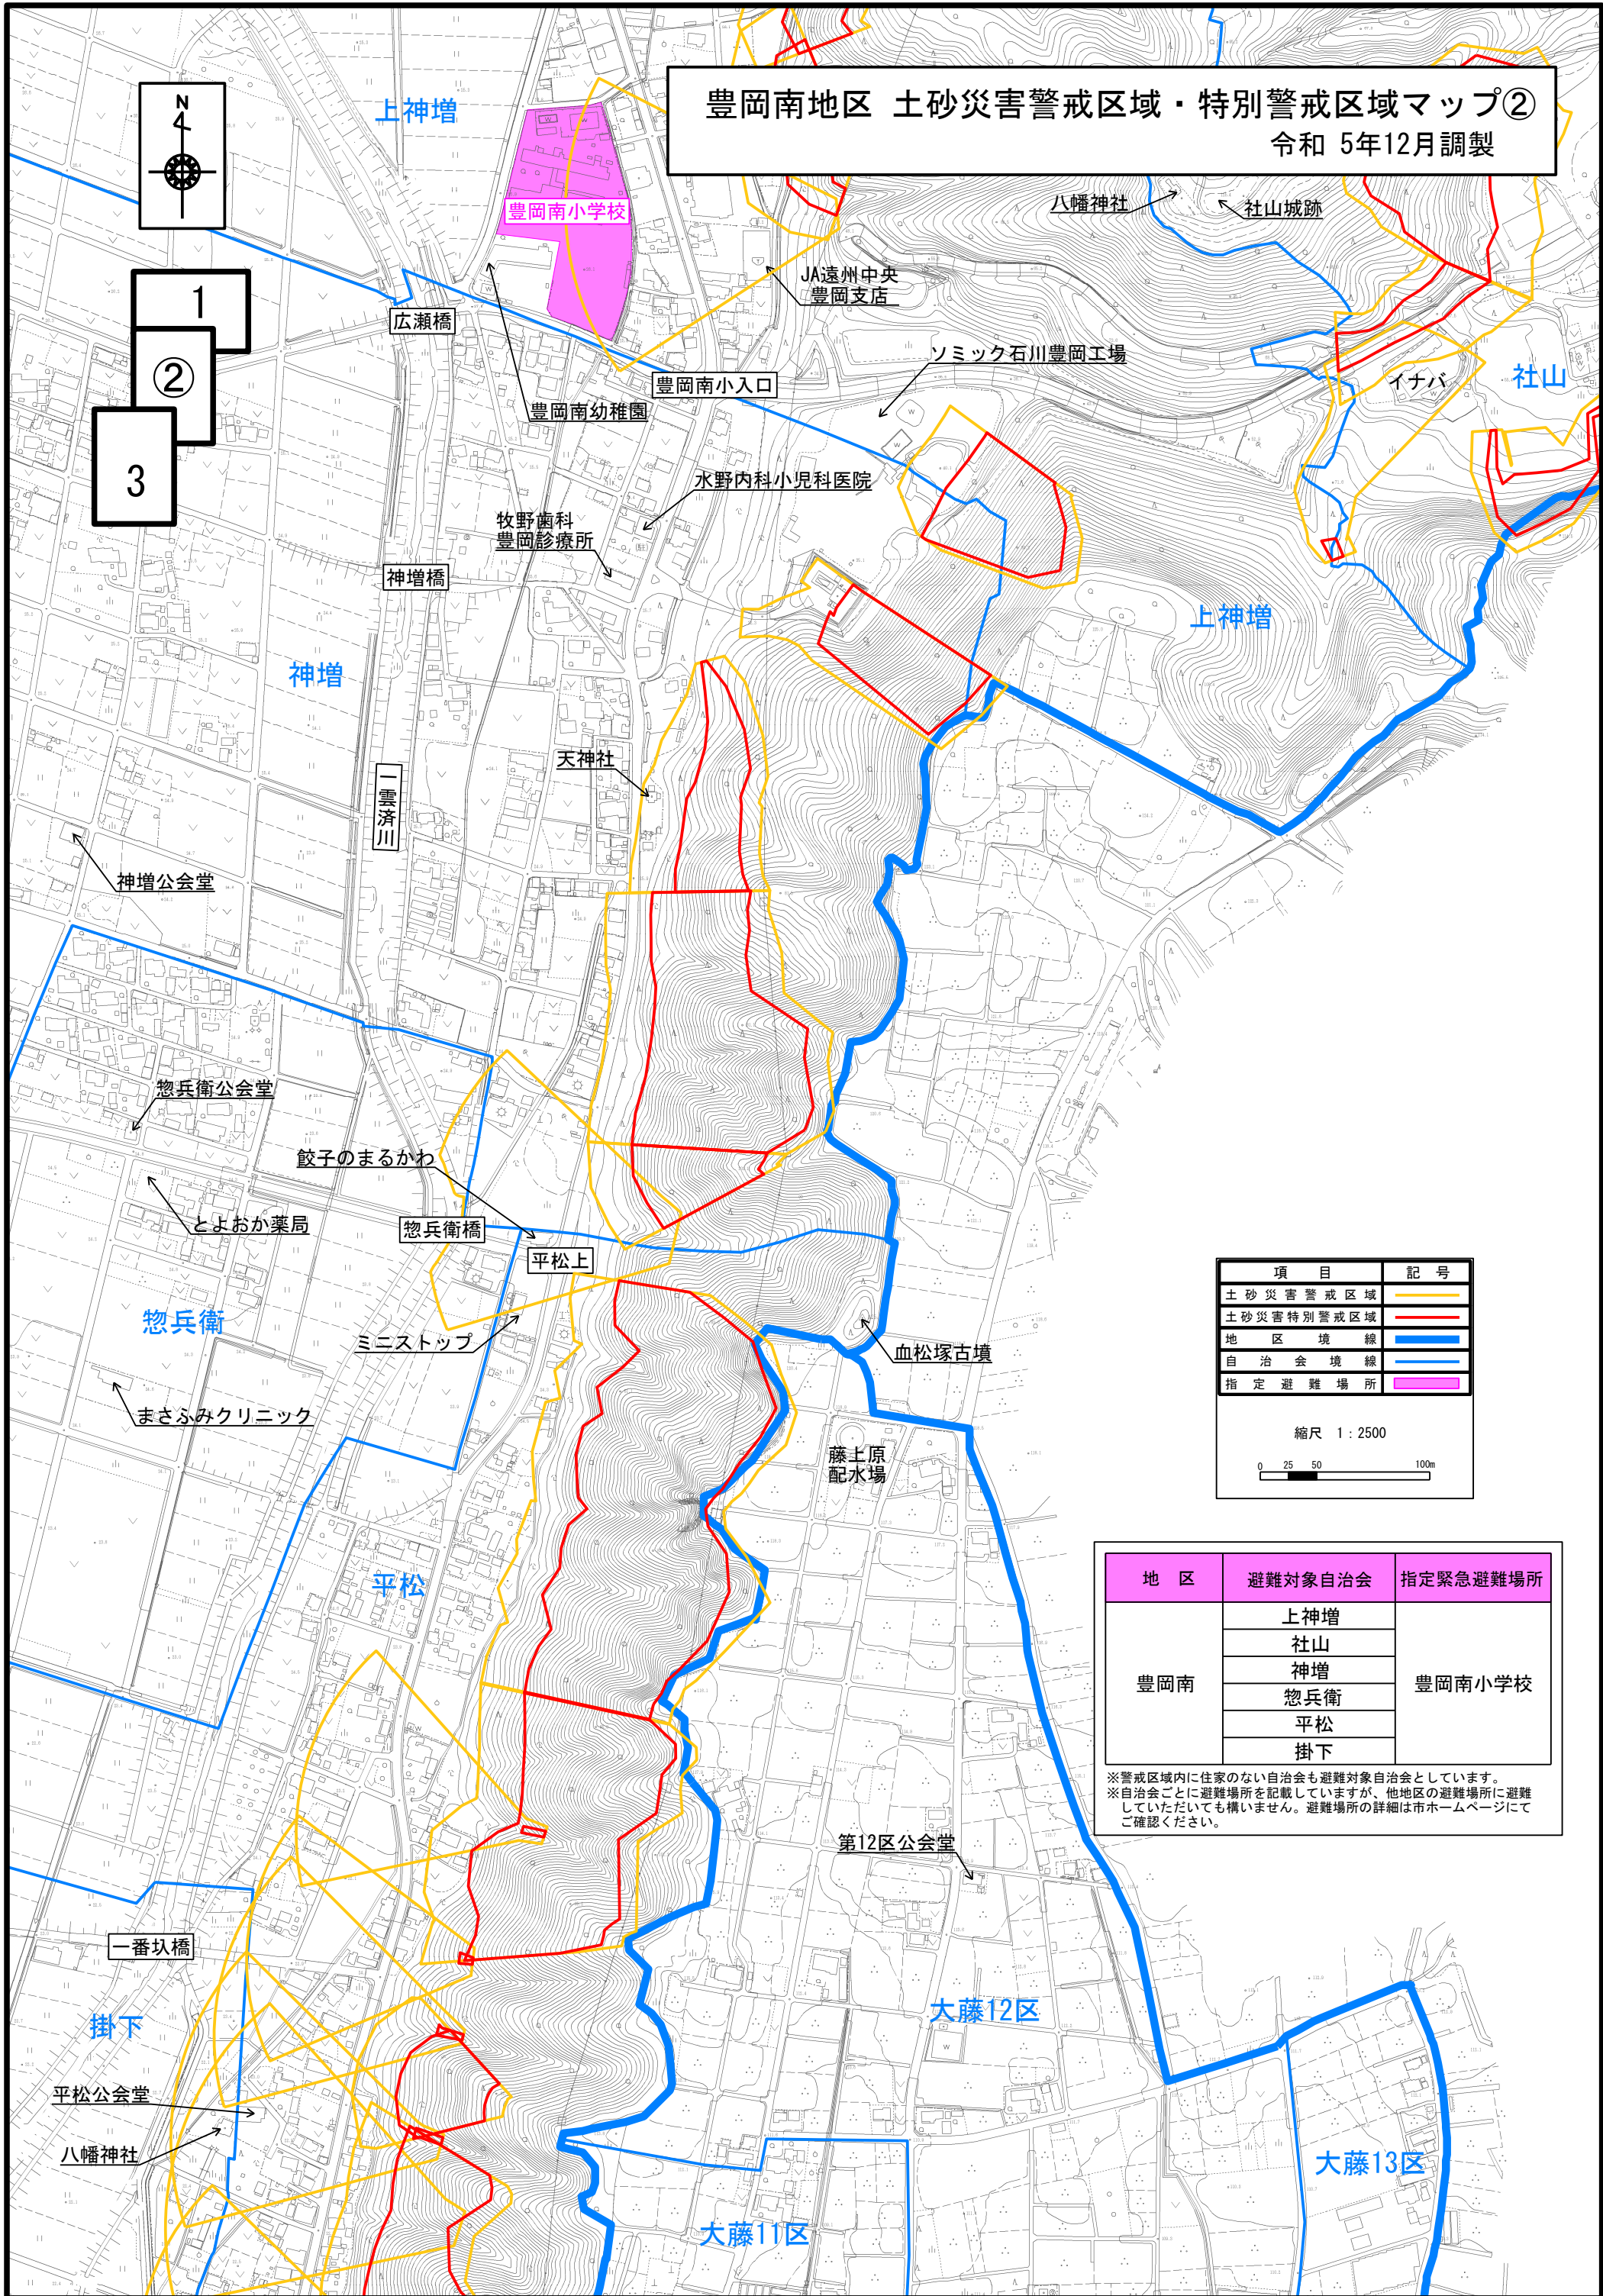 豊岡南地区 土砂災害警戒区域・特別警戒区域マップ②
令和 5年12月調製
N
1
②
3
上神増
豊岡南小学校
八幡神社
社山城跡
JA遠州中央
豊岡支店
広瀬橋
ソミック石川豊岡工場
豊岡南小入口
イナバ
社山
豊岡南幼稚園
水野内科小児科医院
牧野歯科
豊岡診療所
神増橋
上神増
神増
天神社
一雲済川
神増公会堂
惣兵衛公会堂
餃子のまるかわ
とよおか薬局
惣兵衛橋
平松上
惣兵衛
ミニストップ
血松塚古墳
まさふみクリニック
藤上原
配水場
項 目 記 号
土砂災害警戒区域
土砂災害特別警戒区域
地区境線
自治会境線
指定避難場所
縮尺 1：2500
0 25 50 100m
平松
地 区 避難対象自治会 指定緊急避難場所
上神増
社山
神増
豊岡南 豊岡南小学校
惣兵衛
平松
掛下
※警戒区域内に住家のない自治会も避難対象自治会としています。
※自治会ごとに避難場所を記載していますが、他地区の避難場所に避難
していただいても構いません。避難場所の詳細は市ホームページにて
ご確認ください。
第12区公会堂
一番圦橋
掛下
大藤12区
平松公会堂
八幡神社
大藤13区
大藤11区